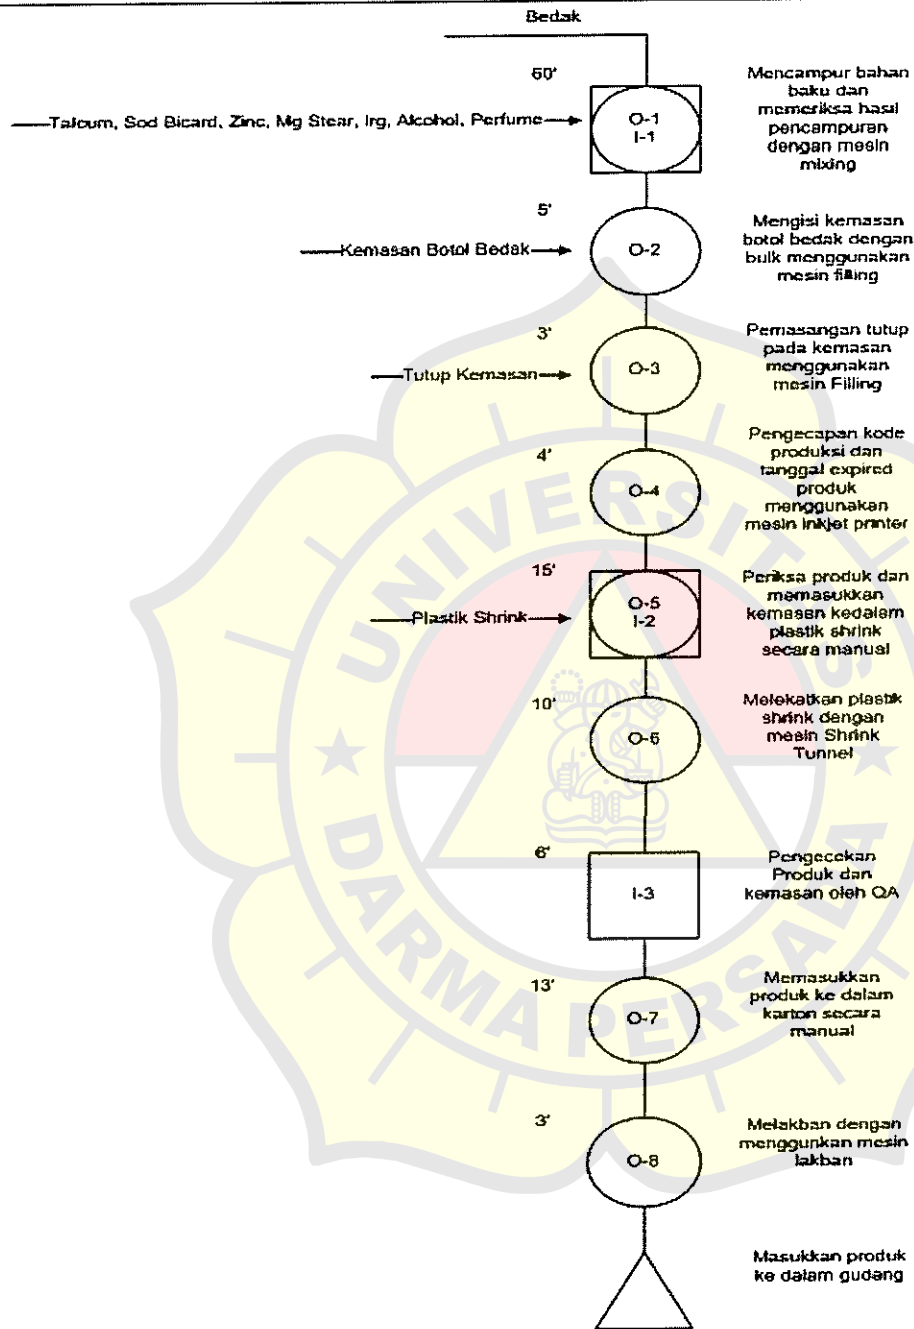 Bedak
60'
Talcum, Sod Bicard, Zinc, Mg Stear, Irg, Alcohol, Perfume
O-1
I-1
Mencampur bahan
baku dan
memeriksa hasil
pencampuran
dengan mesin
mixing
5'
Kemasan Botol Bedak
O-2
Mengisi kemasan
botol bedak dengan
bulk menggunakan
mesin filling
3'
Tutup Kemasan
O-3
Pemasangan tutup
pada kemasan
menggunakan
mesin Filling
4'
O-4
Pengecapan kode
produksi dan
tanggal expired
produk
menggunakan
mesin inkjet printer
15'
Plastik Shrink
O-5
I-2
Periksa produk dan
memasukkan
kemasan kedalam
plastik shrink
secara manual
10'
O-6
Melekatkan plastik
shrink dengan
mesin Shrink
Tunnel
6'
I-3
Pengecekan
Produk dan
kemasan oleh QA
13'
O-7
Memasukkan
produk ke dalam
karton secara
manual
3'
O-8
Melakban dengan
menggunkan mesin
lakban
Masukkan produk
ke dalam gudang
UNIVERSITAS
DARMA PERSADA